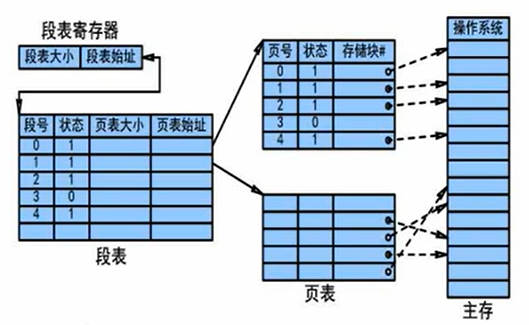 段表寄存器
段表大小 段表始址
段号 状态 页表大小 页表始址
0 1
1 1
2 1
3 0
4 1
段表
页号 状态 存储块#
0 1
1 1
2 1
3 0
4 1
页表
操作系统
主存